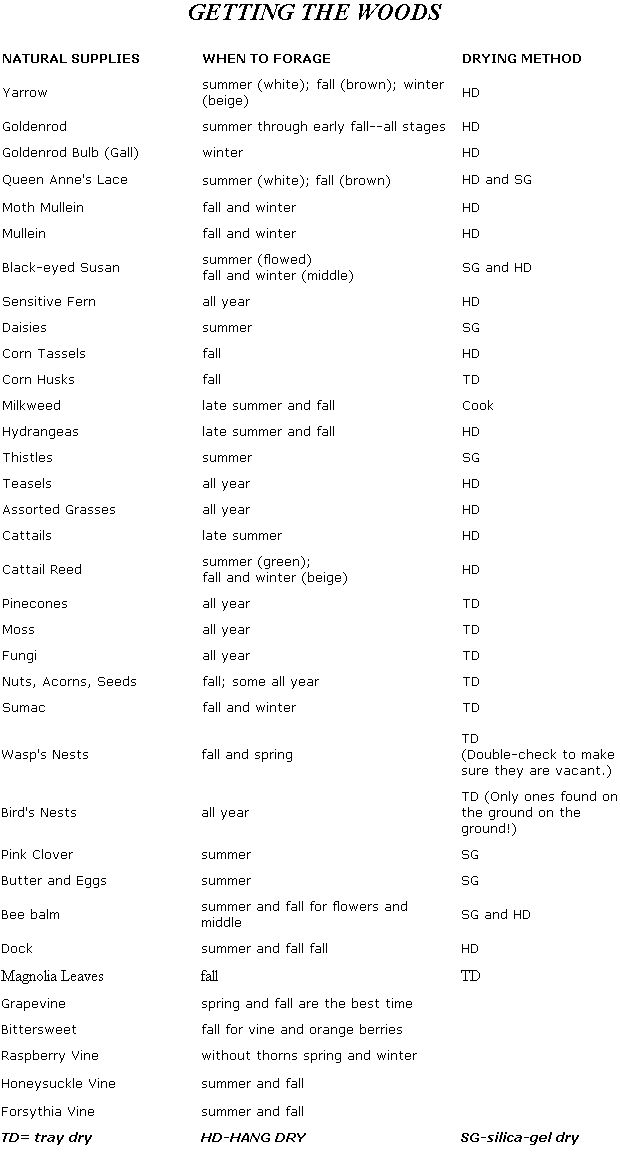 GETTING THE WOODS
NATURAL SUPPLIES WHEN TO FORAGE DRYING METHOD
Yarrow summer (white); fall (brown); winter (beige) HD
Goldenrod summer through early fall--all stages HD
Goldenrod Bulb (Gall) winter HD
Queen Anne's Lace summer (white); fall (brown) HD and SG
Moth Mullein fall and winter HD
Mullein fall and winter HD
Black-eyed Susan summer (flowed)
fall and winter (middle) SG and HD
Sensitive Fern all year HD
Daisies summer SG
Corn Tassels fall HD
Corn Husks fall TD
Milkweed late summer and fall Cook
Hydrangeas late summer and fall HD
Thistles summer SG
Teasels all year HD
Assorted Grasses all year HD
Cattails late summer HD
Cattail Reed summer (green);
fall and winter (beige) HD
Pinecones all year TD
Moss all year TD
Fungi all year TD
Nuts, Acorns, Seeds fall; some all year TD
Sumac fall and winter TD
Wasp's Nests fall and spring TD
(Double-check to make
sure they are vacant.)
Bird's Nests all year TD (Only ones found on
the ground on the
ground!)
Pink Clover summer SG
Butter and Eggs summer SG
Bee balm summer and fall for flowers and
middle SG and HD
Dock summer and fall fall HD
Magnolia Leaves fall TD
Grapevine spring and fall are the best time
Bittersweet fall for vine and orange berries
Raspberry Vine without thorns spring and winter
Honeysuckle Vine summer and fall
Forsythia Vine summer and fall
TD= tray dry HD-HANG DRY SG-silica-gel dry